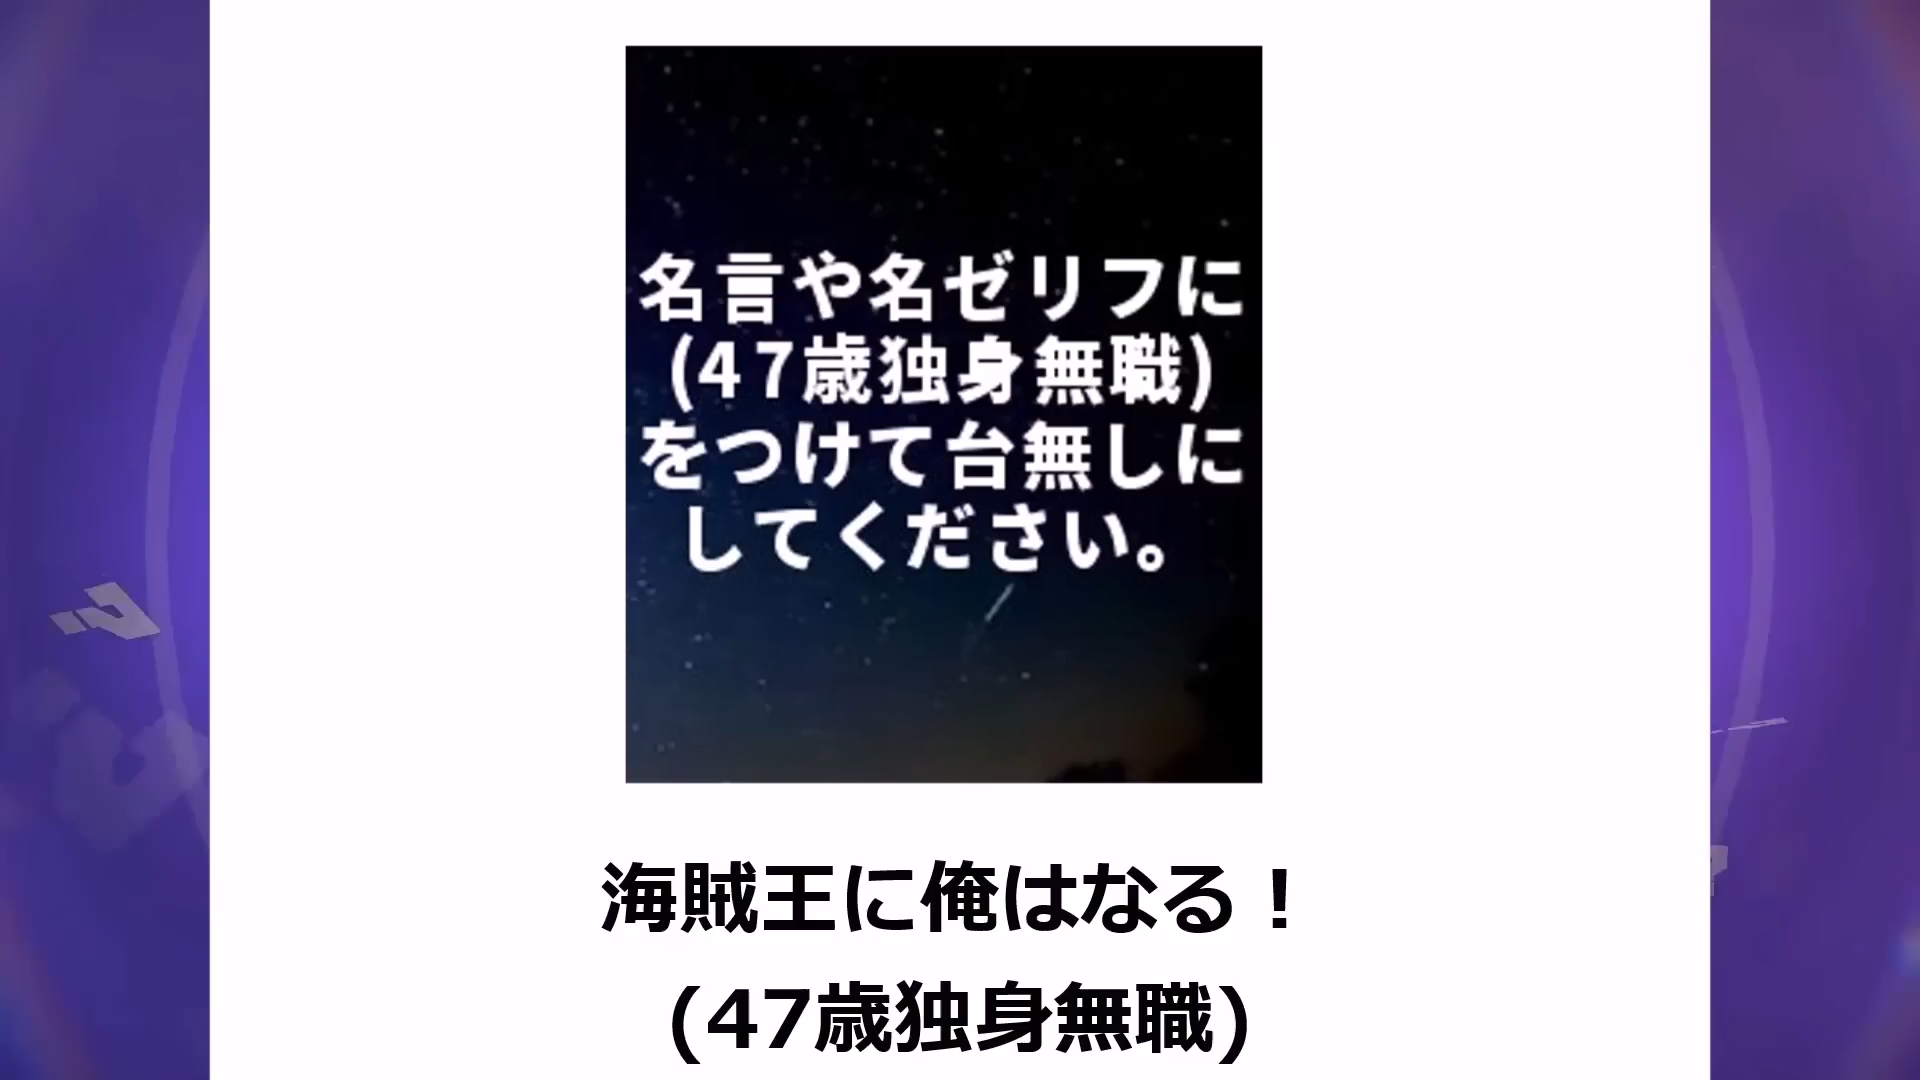 名言や名ゼリフに
(47歳独身無職)
をつけて台無しに
してください。
海賊王に俺はなる！
(47歳独身無職)